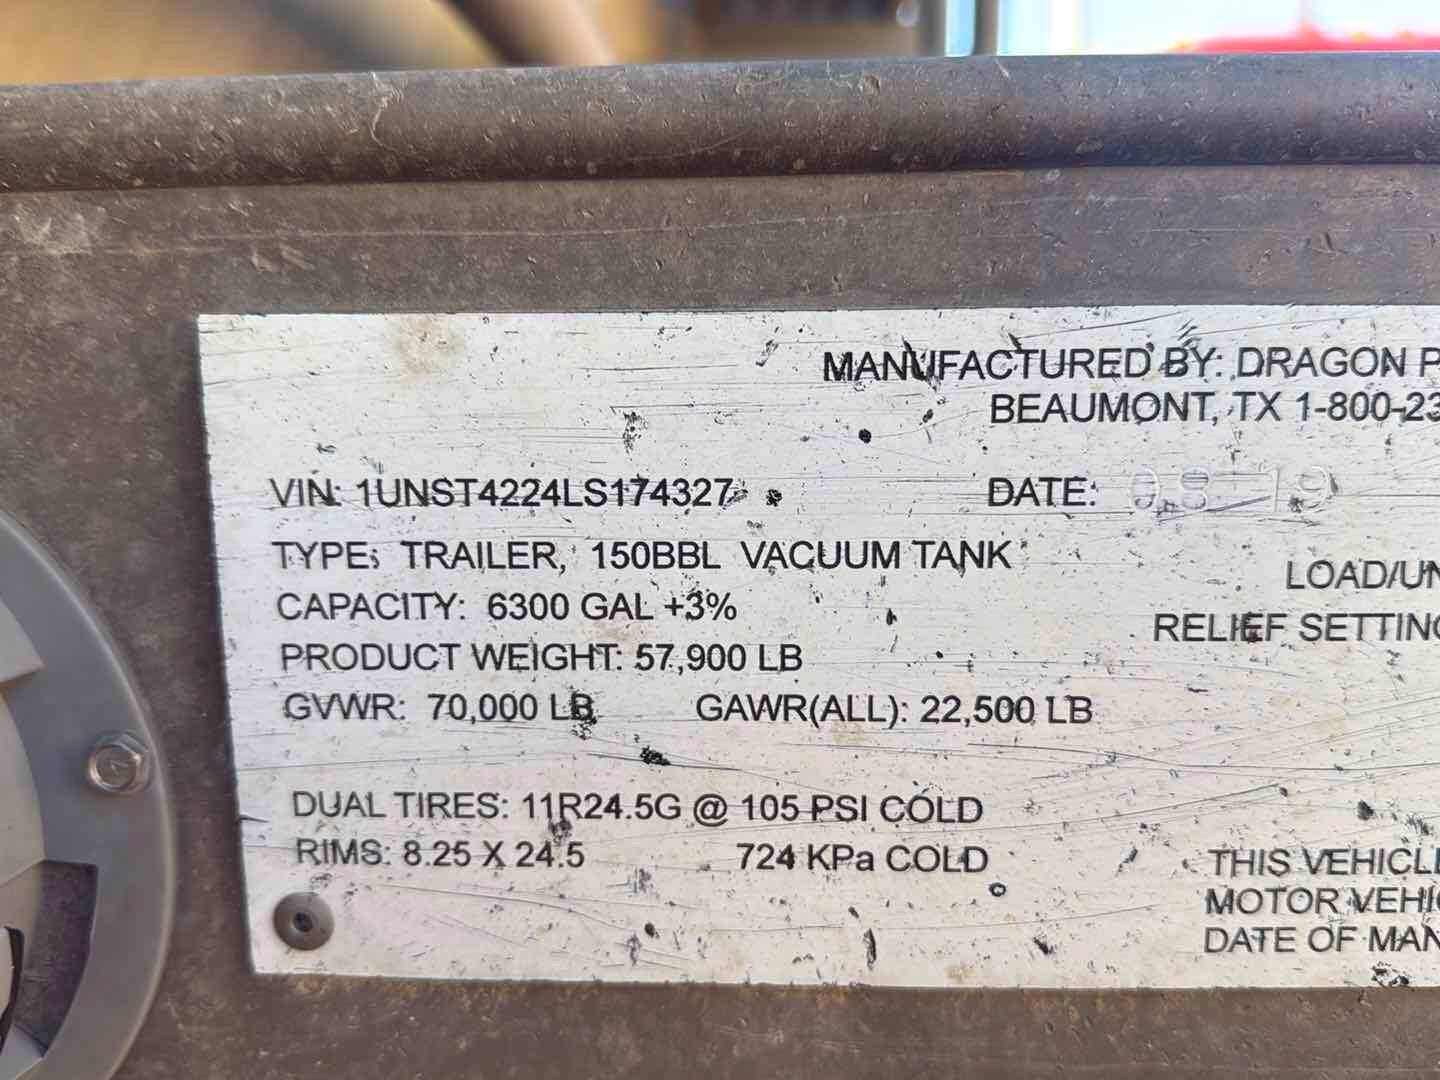 MANUFACTURED BY: DRAGON P
BEAUMONT, TX 1-800-23
VIN: 1UNST4224LS174327 DATE: 08-19
TYPE: TRAILER, 150BBL VACUUM TANK
LOAD/UN
CAPACITY: 6300 GAL +3%
RELIEF SETTING
PRODUCT WEIGHT: 57,900 LB
GVWR: 70,000 LB GAWR(ALL): 22,500 LB
DUAL TIRES: 11R24.5G @ 105 PSI COLD
RIMS: 8.25 X 24.5 724 KPa COLD
THIS VEHICLE
MOTOR VEHIC
DATE OF MAN